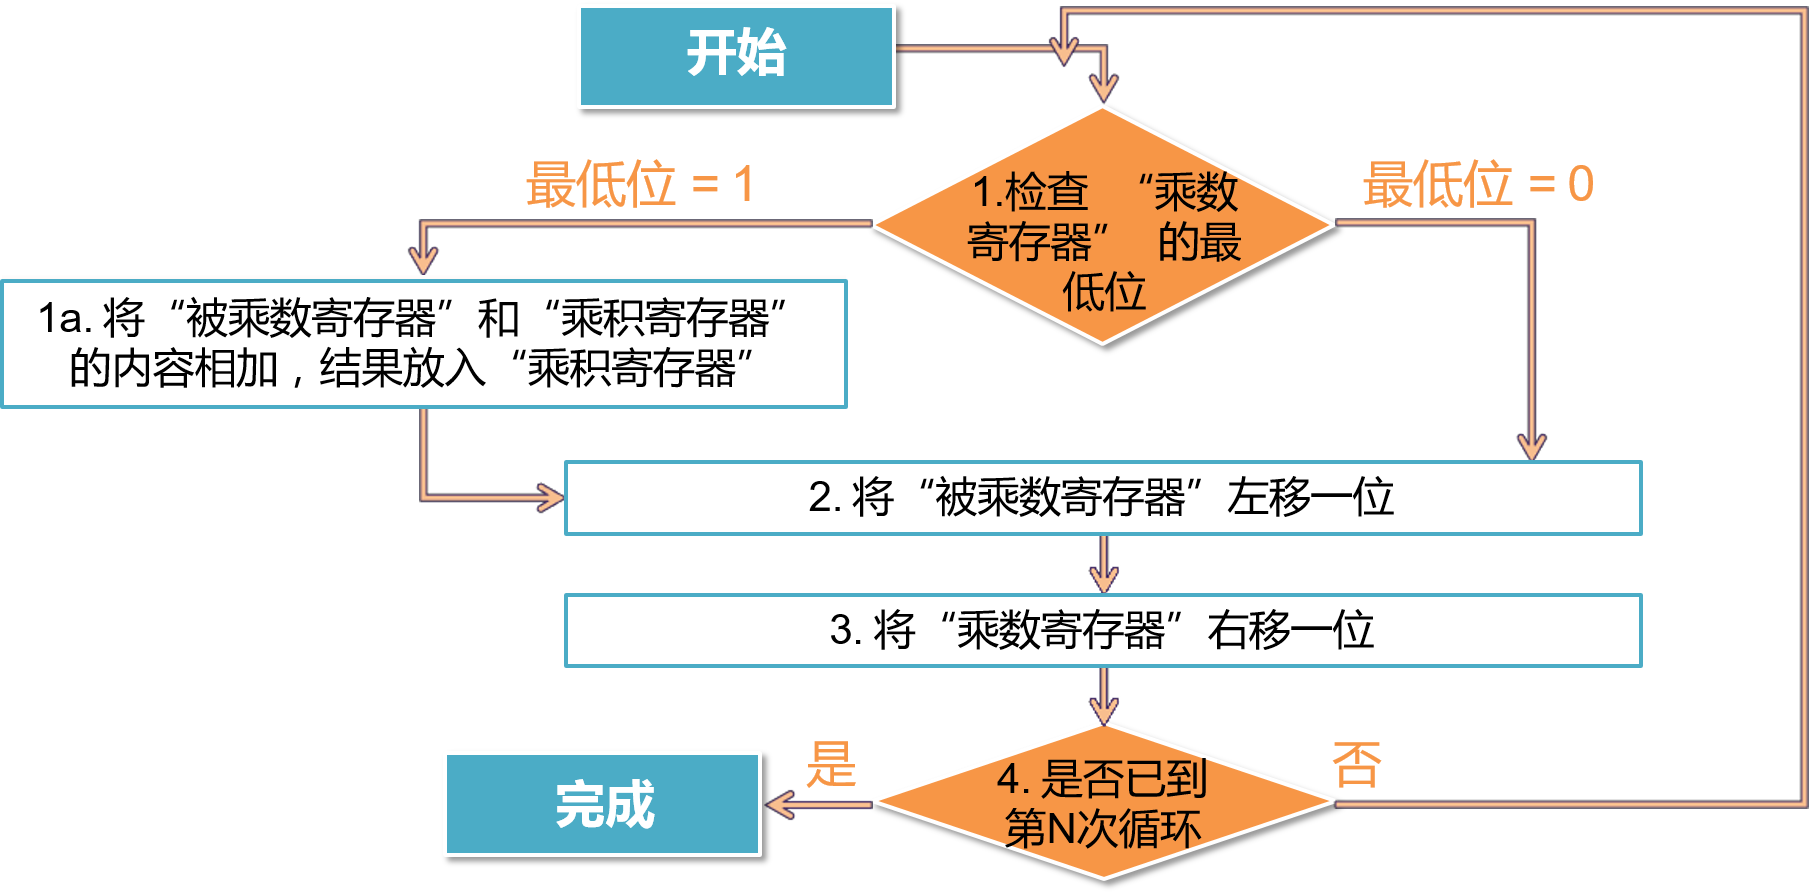 开始
最低位 = 1
最低位 = 0
1.检查 “乘数
寄存器” 的最
低位
1a. 将“被乘数寄存器”和“乘积寄存器”
的内容相加，结果放入“乘积寄存器”
2. 将“被乘数寄存器”左移一位
3. 将“乘数寄存器”右移一位
4. 是否已到
第N次循环
是
否
完成